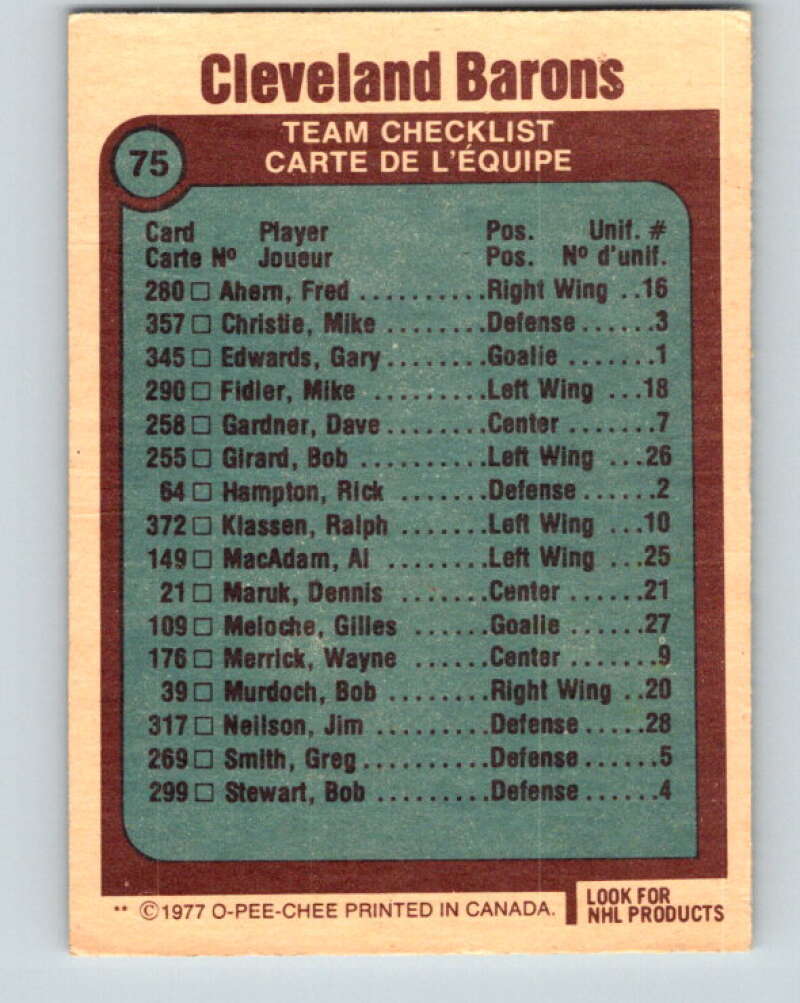 Cleveland Barons
75
TEAM CHECKLIST
CARTE DE L'ÉQUIPE
Card Player Pos. Unif. #
Carte Nº Joueur Pos. Nº d'unif.
280 □ Ahern, Fred ..........Right Wing ..16
357 □ Christie, Mike ........Defense......3
345 □ Edwards, Gary........Goalie .......1
290 □ Fidler, Mike .........Left Wing ...18
258 □ Gardner, Dave........Center .......7
255 □ Girard, Bob ..........Left Wing ...26
64 □ Hampton, Rick .......Defense......2
372 □ Klassen, Ralph .......Left Wing ...10
149 □ MacAdam, Al ........Left Wing ...25
21 □ Maruk, Dennis .......Center ......21
109 □ Meloche, Gilles ......Goalie ......27
176 □ Merrick, Wayne ......Center .......9
39 □ Murdoch, Bob ........Right Wing ..20
317 □ Neilson, Jim .........Defense.....28
269 □ Smith, Greg..........Defense......5
299 □ Stewart, Bob .........Defense......4
** ©1977 O-PEE-CHEE PRINTED IN CANADA.
LOOK FOR
NHL PRODUCTS